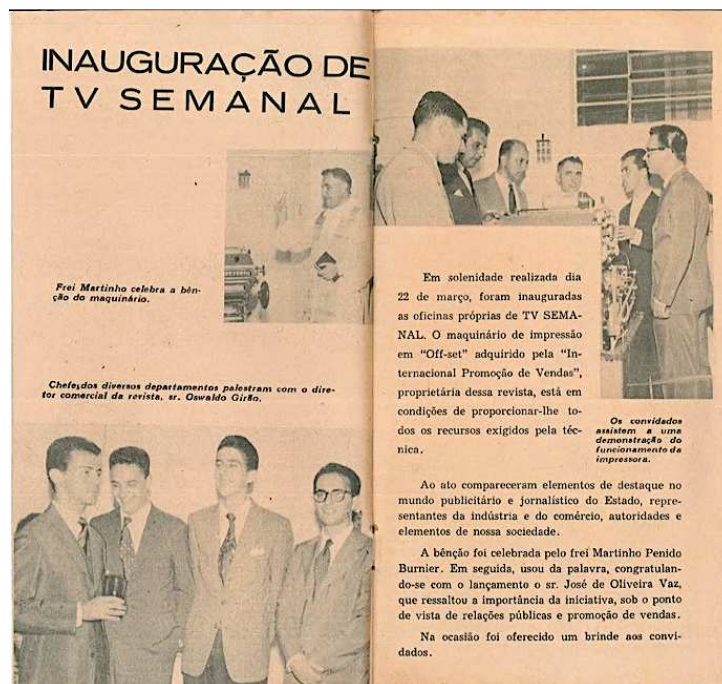 INAUGURAÇÃO DE
TV SEMANAL
Frei Martinho celebra a bên-
ção do maquinário.
Chefes dos diversos departamentos palestram com o dire-
tor comercial da revista, sr. Oswaldo Girão.
Em solenidade realizada dia
22 de março, foram inauguradas
as oficinas próprias de TV SEMA-
NAL. O maquinário de impressão
em “Off-set” adquirido pela “In-
ternacional Promoção de Vendas”,
proprietária dessa revista, está em
condições de proporcionar-lhe to-
dos os recursos exigidos pela téc-
nica.
Os convidados
assistem a uma
demonstração do
funcionamento da
impressora.
Ao ato compareceram elementos de destaque no
mundo publicitário e jornalístico do Estado, repre-
sentantes da indústria e do comércio, autoridades e
elementos de nossa sociedade.
A bênção foi celebrada pelo frei Martinho Penido
Burnier. Em seguida, usou da palavra, congratulan-
do-se com o lançamento o sr. José de Oliveira Vaz,
que ressaltou a importância da iniciativa, sob o ponto
de vista de relações públicas e promoção de vendas.
Na ocasião foi oferecido um brinde aos convi-
dados.